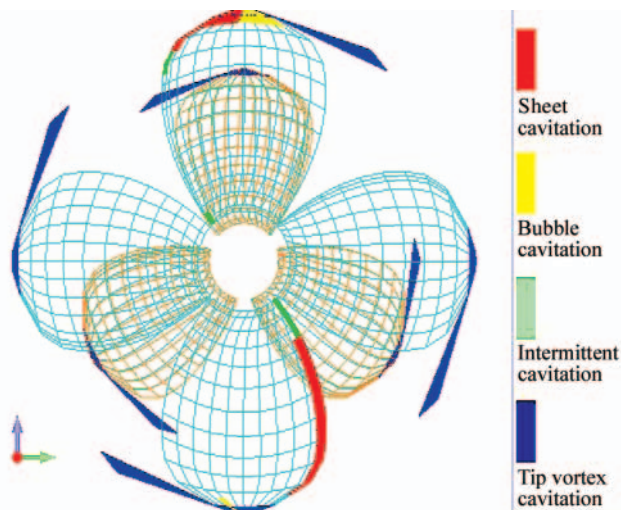 Sheet
cavitation
Bubble
cavitation
Intermittent
cavitation
Tip vortex
cavitation